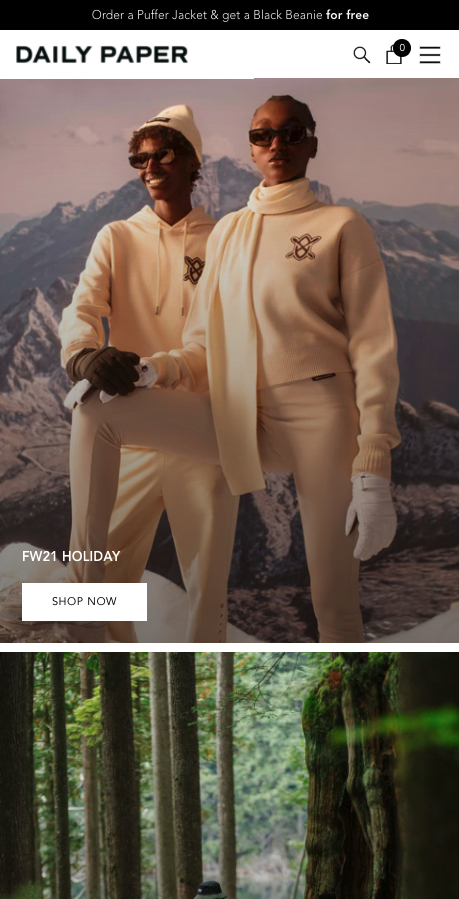 Order a Puffer Jacket & get a Black Beanie for free
DAILY PAPER
0
FW21 HOLIDAY
SHOP NOW